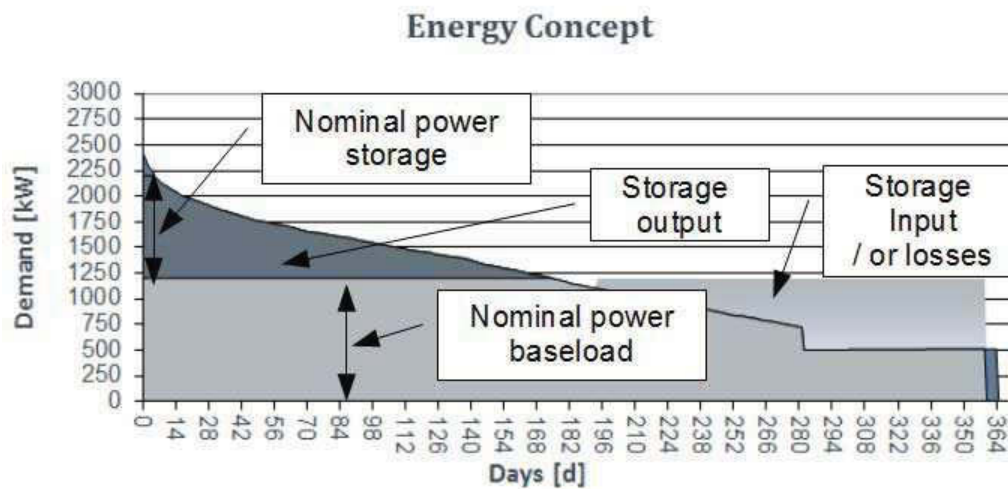 Energy Concept
3000
2750
2500
2250
2000
1750
1500
1250
1000
750
500
250
0
Demand [kW]
Nominal power
storage
Storage
output
Storage
Input
/ or losses
Nominal power
baseload
0 14 28 42 56 70 84 98 112 126 140 154 168 182 196 210 224 238 252 266 280 294 308 322 336 350 364
Days [d]